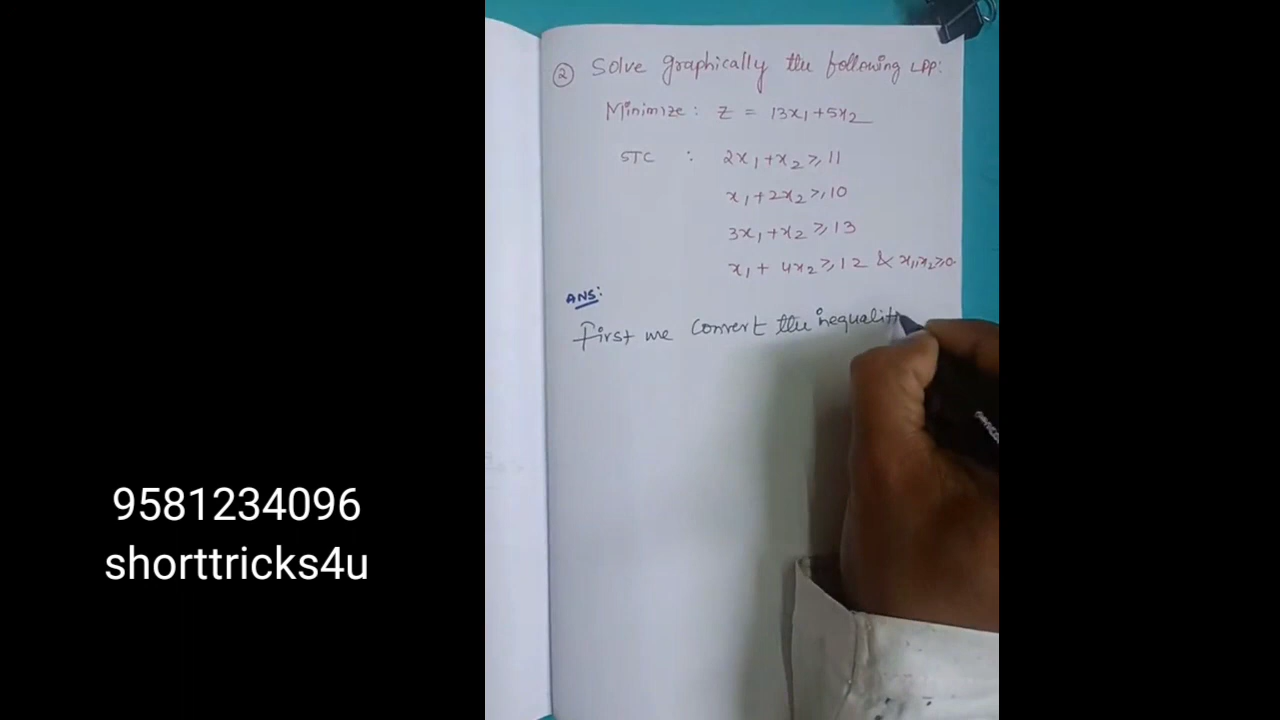 ② Solve graphically the following LPP:
Minimize: Z = 13x₁+5x₂
STC : 2x₁+x₂ ≥ 11
x₁+2x₂ ≥ 10
3x₁+x₂ ≥ 13
x₁+ 4x₂ ≥ 12 & x₁,x₂ ≥ 0.
ANS:
First we convert the inequalit
9581234096
shorttricks4u